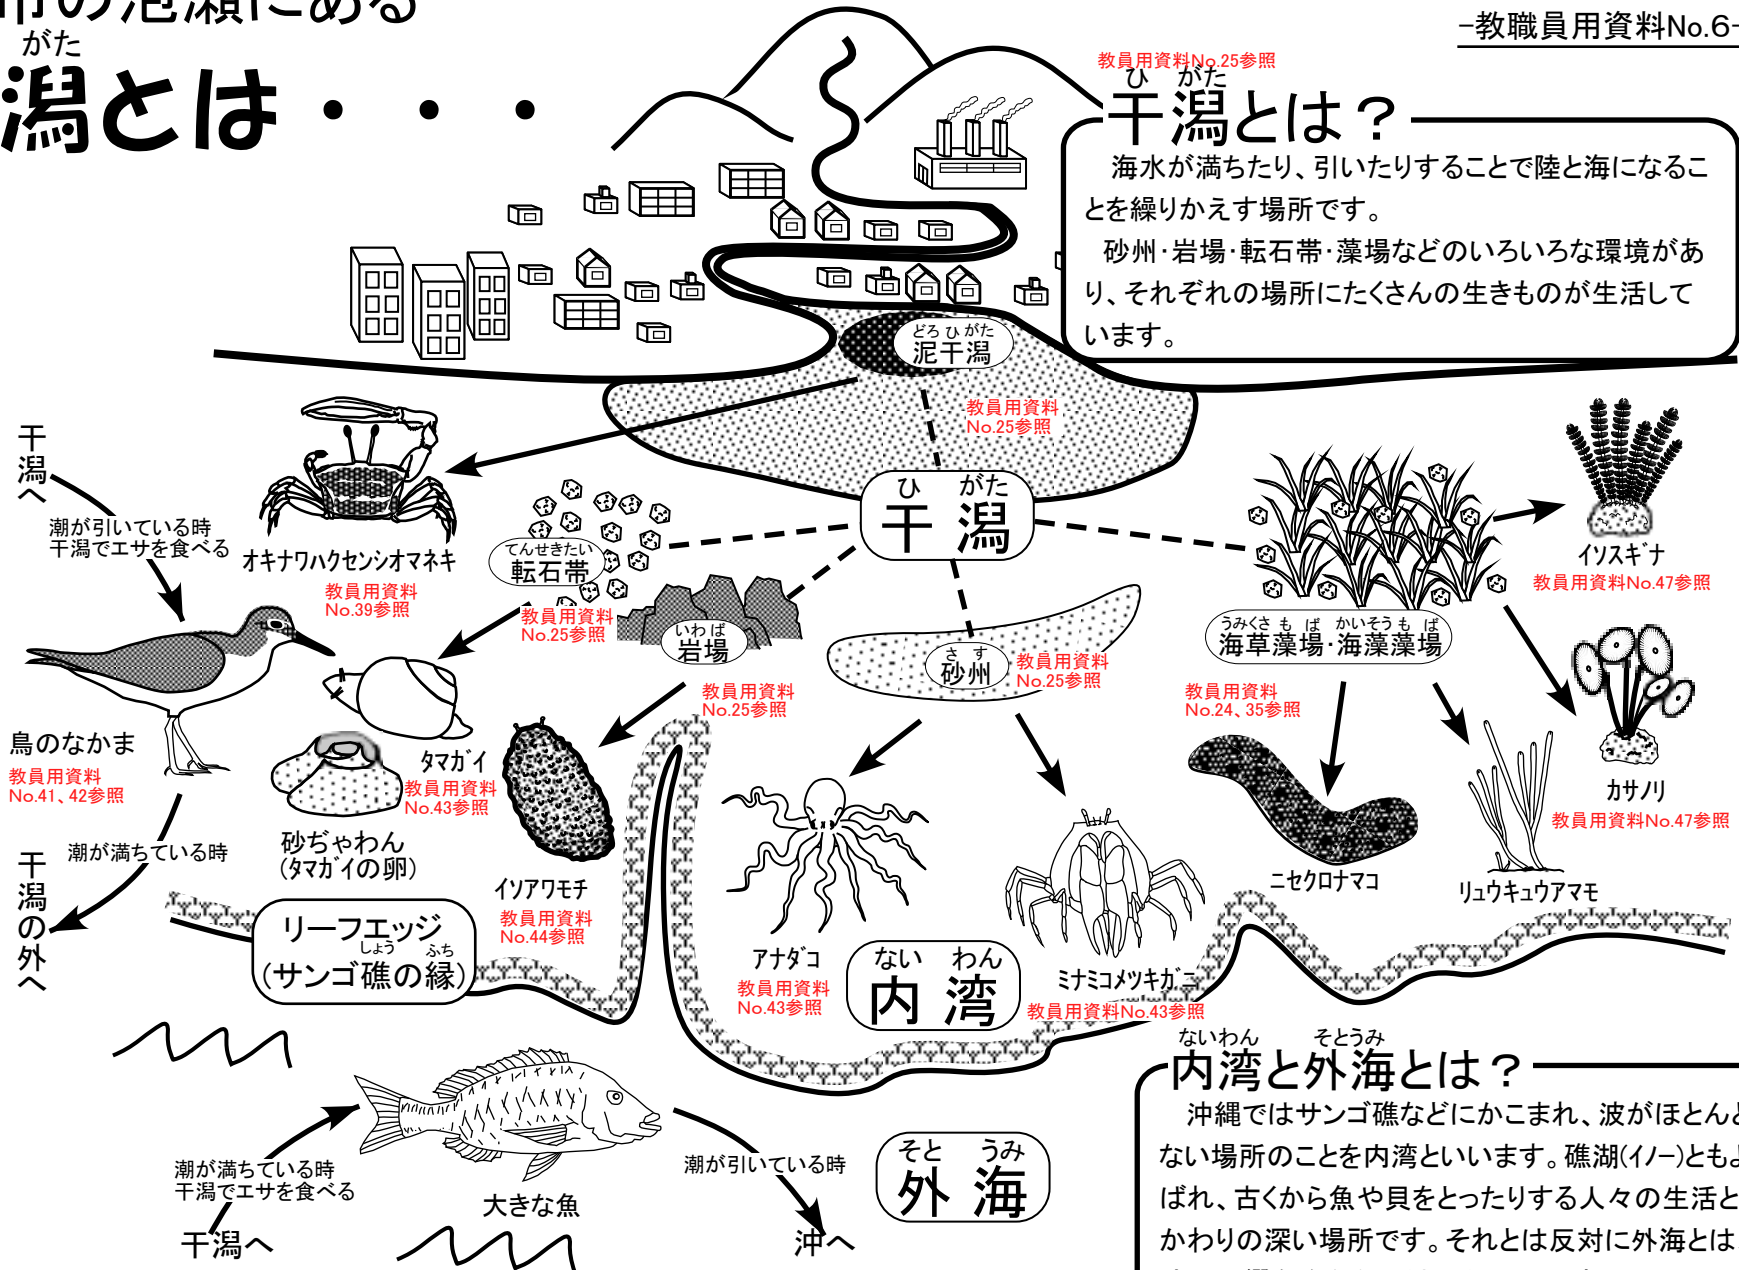 市の泡瀬にある
がた
潟とは・・・
-教職員用資料No.6-
教員用資料No.25参照
ひ がた
干潟とは？
海水が満ちたり、引いたりすることで陸と海になるこ
とを繰りかえす場所です。
砂州・岩場・転石帯・藻場などのいろいろな環境があ
り、それぞれの場所にたくさんの生きものが生活して
います。
どろ ひ がた
泥干潟
教員用資料
No.25参照
ひ がた
干潟
干潟へ
潮が引いている時
干潟でエサを食べる
オキナワハクセンシオマネキ
教員用資料
No.39参照
てんせきたい
転石帯
教員用資料
No.25参照
いわ ば
岩場
教員用資料
No.25参照
さ す
砂州
教員用資料
No.25参照
うみくさ も ば かいそう も ば
海草藻場・海藻藻場
教員用資料
No.24、35参照
イソスギナ
教員用資料No.47参照
カサノリ
教員用資料No.47参照
鳥のなかま
教員用資料
No.41、42参照
タマガイ
教員用資料
No.43参照
砂ぢゃわん
(タマガイの卵)
イソアワモチ
教員用資料
No.44参照
アナダコ
教員用資料
No.43参照
ミナミコメツキガニ
教員用資料No.43参照
ニセクロナマコ
リュウキュウアマモ
潮が満ちている時
干潟の外へ
リーフエッジ
しょう ふち
(サンゴ礁の縁)
ない わん
内湾
潮が満ちている時
干潟でエサを食べる
干潟へ
大きな魚
潮が引いている時
沖へ
そと うみ
外海
ないわん そとうみ
内湾と外海とは？
沖縄ではサンゴ礁などにかこまれ、波がほとんど
ない場所のことを内湾といいます。礁湖(イノー)ともよ
ばれ、古くから魚や貝をとったりする人々の生活と
かわりの深い場所です。それとは反対に外海とは